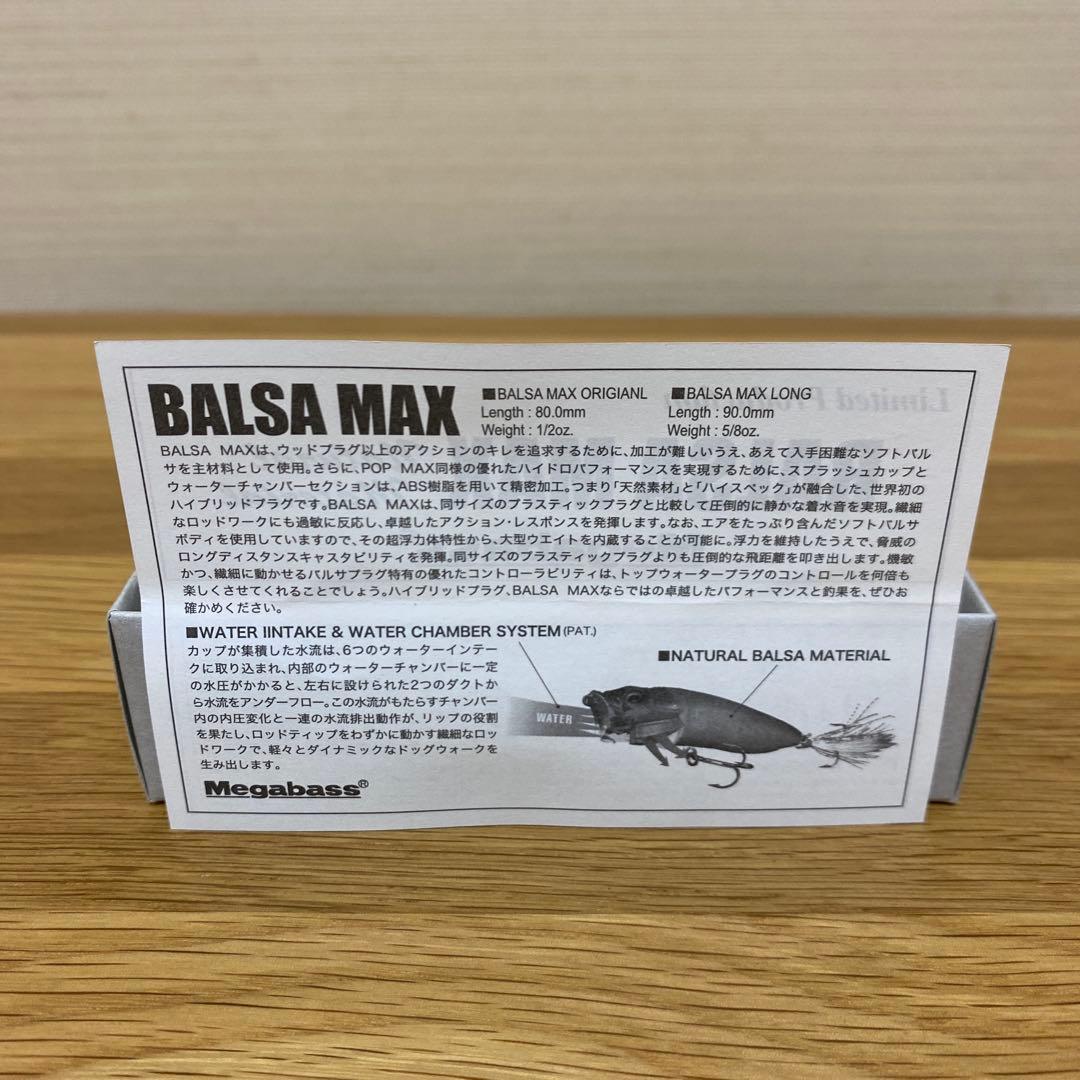 BALSA MAX
■BALSA MAX ORIGIANL
Length : 80.0mm
Weight : 1/2oz.
■BALSA MAX LONG
Length : 90.0mm
Weight : 5/8oz.
BALSA MAXは、ウッドプラグ以上のアクションのキレを追求するために、加工が難しいうえ、あえて入手困難なソフトバル
サを主材料として使用。さらに、POP MAX同様の優れたハイドロパフォーマンスを実現するために、スプラッシュカップと
ウォーターチャンバーセクションは、ABS樹脂を用いて精密加工。つまり「天然素材」と「ハイスペック」が融合した、世界初の
ハイブリッドプラグです。BALSA MAXは、同サイズのプラスティックプラグと比較して圧倒的に静かな着水音を実現。繊細
なロッドワークにも過敏に反応し、卓越したアクション・レスポンスを発揮します。なお、エアをたっぷり含んだソフトバルサ
ボディを使用していますので、その超浮力体特性から、大型ウエイトを内蔵することが可能に。浮力を維持したうえで、脅威の
ロングディスタンスキャスタビリティを発揮。同サイズのプラスティックプラグよりも圧倒的な飛距離を叩き出します。機敏
かつ、繊細に動かせるバルサプラグ特有の優れたコントローラビリティは、トップウォータープラグのコントロールを何倍も
楽しくさせてくれることでしょう。ハイブリッドプラグ、BALSA MAXならではの卓越したパフォーマンスと釣果を、ぜひお
確かめください。
■WATER IINTAKE & WATER CHAMBER SYSTEM(PAT.)
カップが集積した水流は、6つのウォーターインテー
クに取り込まれ、内部のウォーターチャンバーに一定
の水圧がかかると、左右に設けられた2つのダクトか
ら水流をアンダーフロー。この水流がもたらすチャンバー
内の内圧変化と一連の水流排出動作が、リップの役割
を果たし、ロッドティップをわずかに動かす繊細なロッ
ドワークで、軽々とダイナミックなドッグウォークを
生み出します。
■NATURAL BALSA MATERIAL
WATER
Megabass®